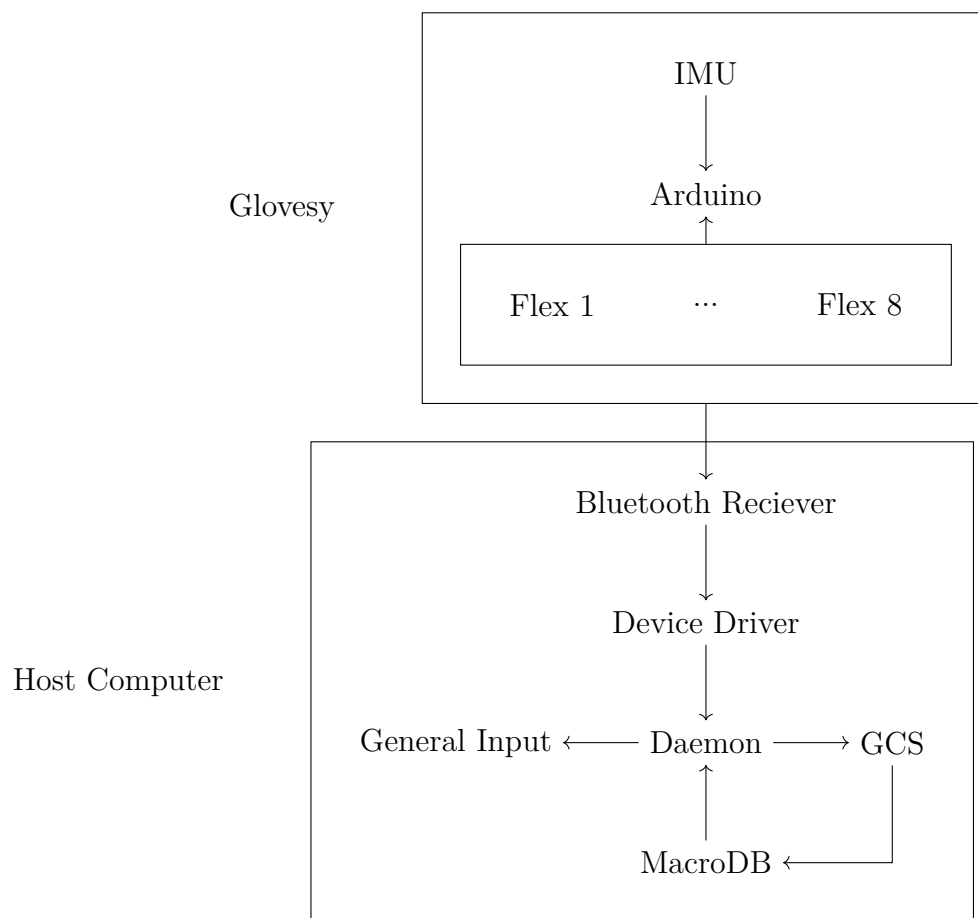 IMU
Arduino
Glovesy
Flex 1 ... Flex 8
Bluetooth Reciever
Device Driver
Host Computer
General Input Daemon GCS
MacroDB